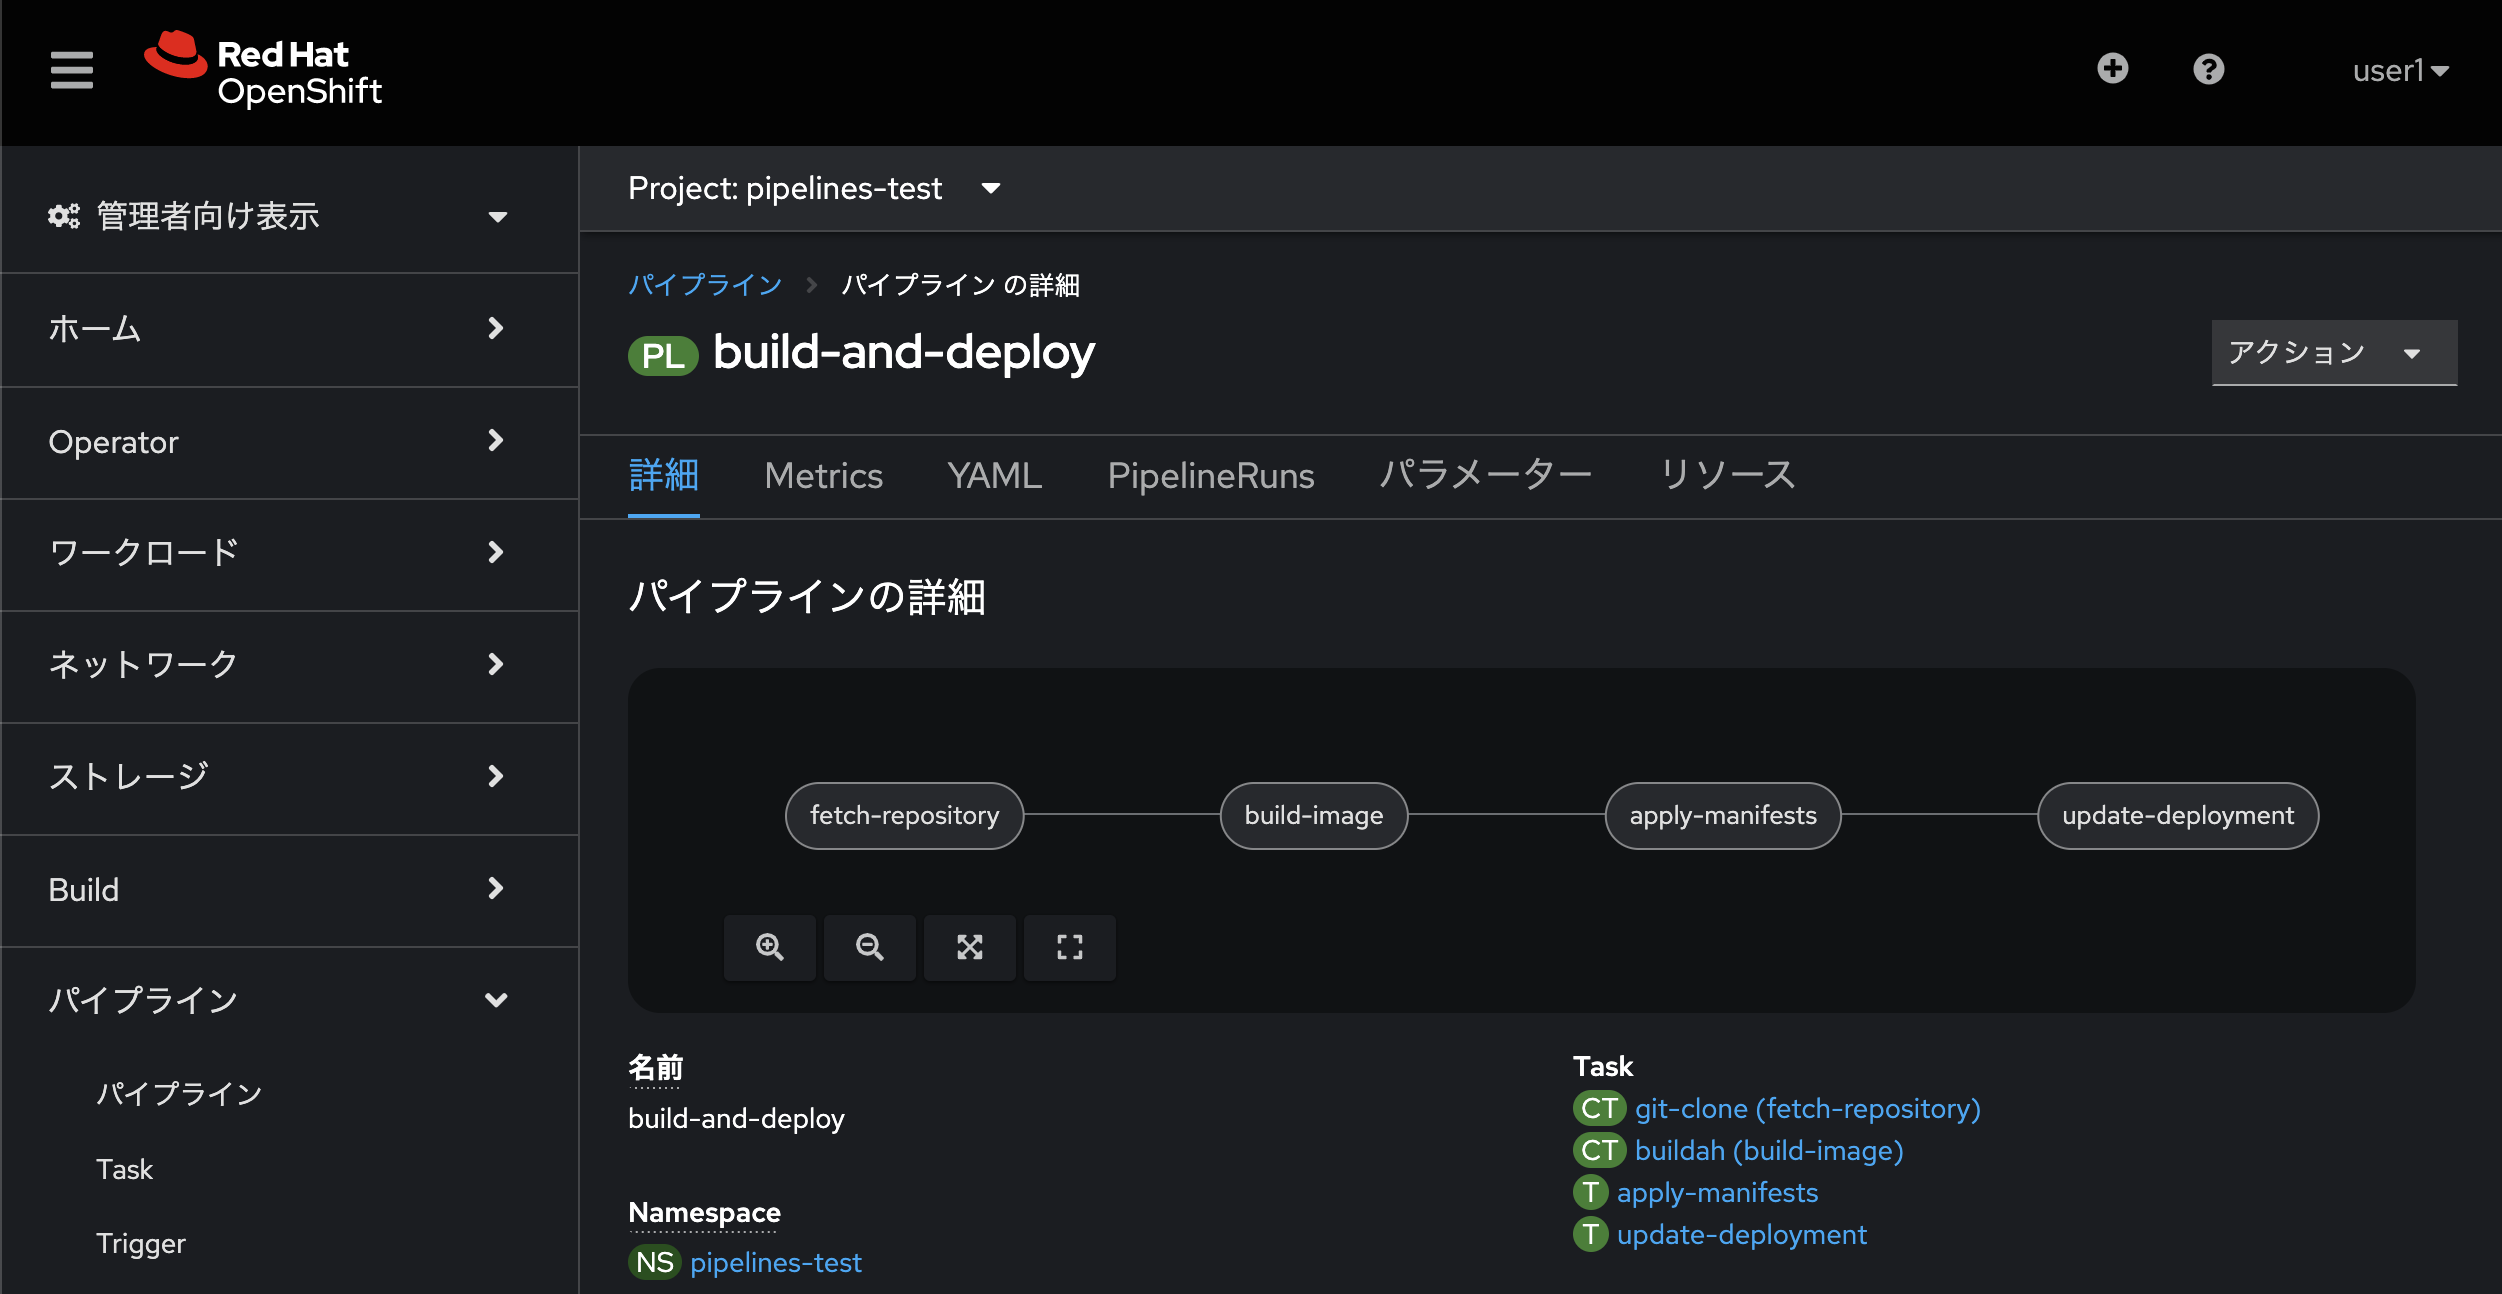 Red Hat
OpenShift
user1
管理者向け表示
ホーム
Operator
ワークロード
ネットワーク
ストレージ
Build
パイプライン
パイプライン
Task
Trigger
Project: pipelines-test
パイプライン > パイプライン の詳細
PL build-and-deploy
アクション
詳細 Metrics YAML PipelineRuns パラメーター リソース
パイプラインの詳細
fetch-repository build-image apply-manifests update-deployment
名前
build-and-deploy
Namespace
NS pipelines-test
Task
CT git-clone (fetch-repository)
CT buildah (build-image)
T apply-manifests
T update-deployment